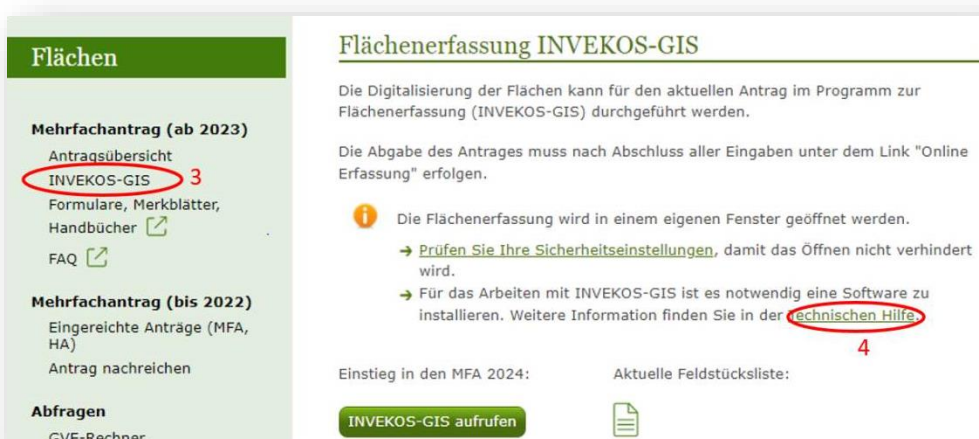 Flächen
Mehrfachantrag (ab 2023)
Antragsübersicht
INVEKOS-GIS
3
Formulare, Merkblätter,
Handbücher
FAQ
Mehrfachantrag (bis 2022)
Eingereichte Anträge (MFA,
HA)
Antrag nachreichen
Abfragen
GVE-Rechner
Flächenerfassung INVEKOS-GIS
Die Digitalisierung der Flächen kann für den aktuellen Antrag im Programm zur
Flächenerfassung (INVEKOS-GIS) durchgeführt werden.
Die Abgabe des Antrages muss nach Abschluss aller Eingaben unter dem Link "Online
Erfassung" erfolgen.
Die Flächenerfassung wird in einem eigenen Fenster geöffnet werden.
Prüfen Sie Ihre Sicherheitseinstellungen, damit das Öffnen nicht verhindert
wird.
Für das Arbeiten mit INVEKOS-GIS ist es notwendig eine Software zu
installieren. Weitere Information finden Sie in der Technischen Hilfe.
4
Einstieg in den MFA 2024:
Aktuelle Feldstücksliste:
INVEKOS-GIS aufrufen